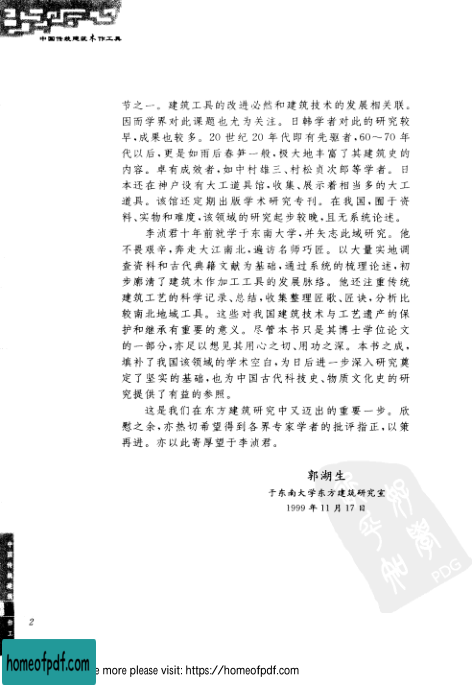 中国传统建筑木作工具
节之一。建筑工具的改进必然和建筑技术的发展相关联。
因而学界对此课题也尤为关注。日韩学者对此的研究较
早,成果也较多。20 世纪 20 年代即有先驱者,60～70 年
代以后,更是如雨后春笋一般,极大地丰富了其建筑史的
内容。卓有成效者,如中村雄三、村松贞次郎等学者。日
本还在神户设有大工道具馆,收集、展示着相当多的大工
道具。该馆还定期出版学术研究专刊。在我国,囿于资
料、实物和难度,该领域的研究起步较晚,且无系统论述。
李浈君十年前就学于东南大学,并矢志此域研究。他
不畏艰辛,奔走大江南北,遍访名师巧匠。以大量实地调
查资料和古代典籍文献为基础,通过系统的梳理论述,初
步廓清了建筑木作加工工具的发展脉络。他还注重传统
建筑工艺的科学记录、总结,收集整理匠歌、匠诀,分析比
较南北地域工具。这些对我国建筑技术与工艺遗产的保
护和继承有重要的意义。尽管本书只是其博士学位论文
的一部分,亦足以想见其用心之切、用功之深。本书之成,
填补了我国该领域的学术空白,为日后进一步深入研究奠
定了坚实的基础,也为中国古代科技史、物质文化史的研
究提供了有益的参照。
这是我们在东方建筑研究中又迈出的重要一步。欣
慰之余,亦热切希望得到各界专家学者的批评指正,以策
再进。亦以此寄厚望于李浈君。
郭湖生
于东南大学东方建筑研究室
1999 年 11 月 17 日
PDG
2
homeofpdf.com
e more please visit: https://homeofpdf.com